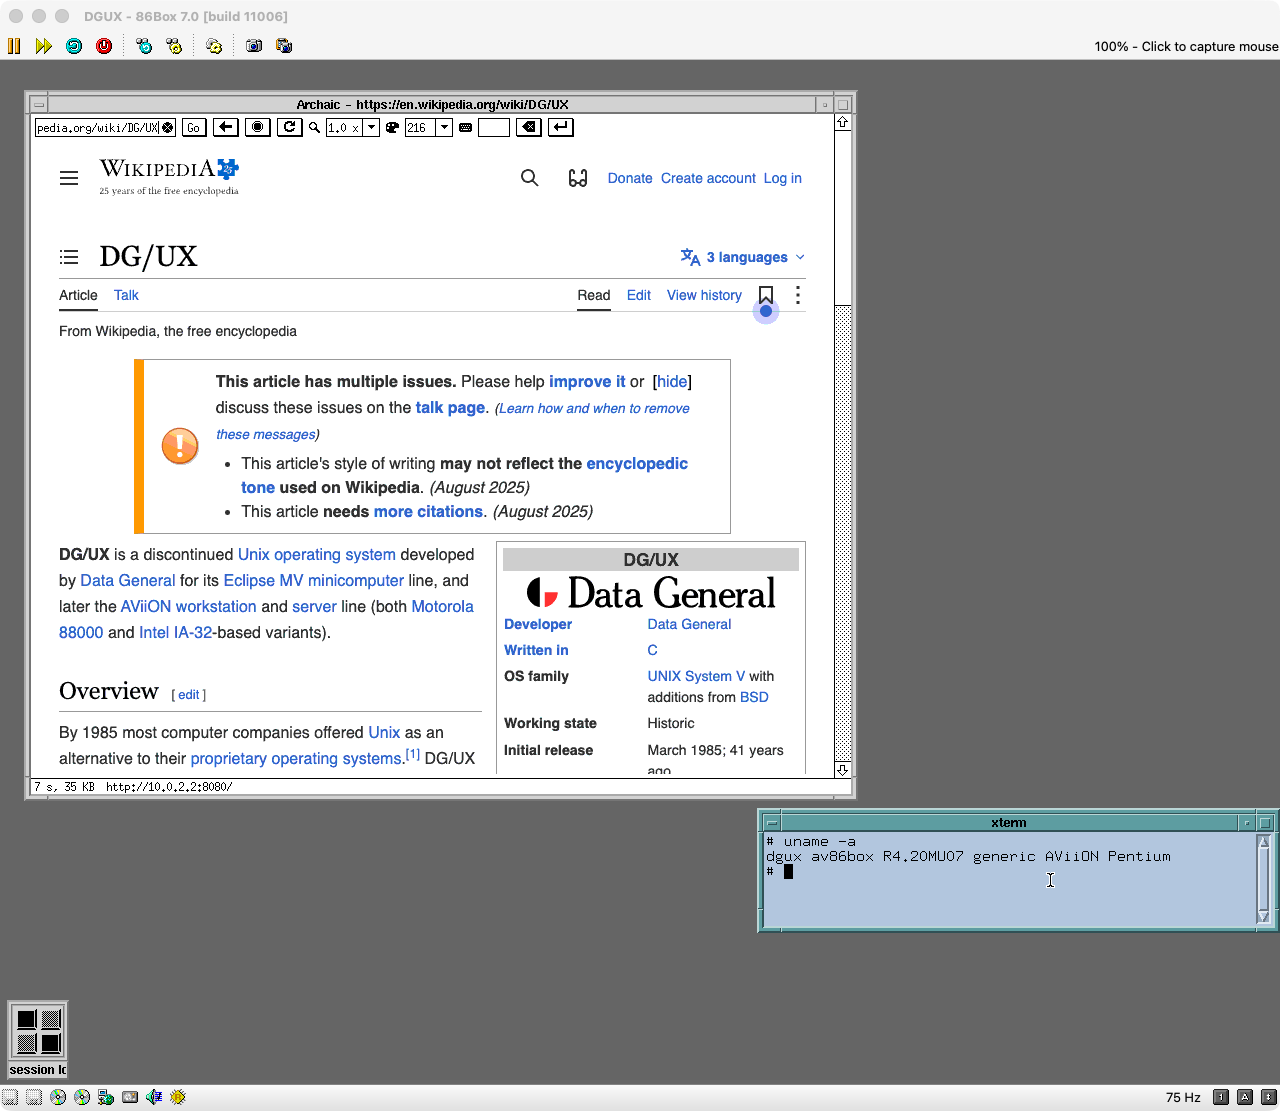 DGUX - 86Box 7.0 [build 11006]
100% - Click to capture mouse
Archaic - https://en.wikipedia.org/wiki/DG/UX
pedia.org/wiki/DG/UX Go 1.0 x 216
WIKIPEDIA 25
25 years of the free encyclopedia
Donate Create account Log in
DG/UX
3 languages
Article Talk Read Edit View history
From Wikipedia, the free encyclopedia
This article has multiple issues. Please help improve it or [hide]
discuss these issues on the talk page. (Learn how and when to remove
these messages)
• This article's style of writing may not reflect the encyclopedic
tone used on Wikipedia. (August 2025)
• This article needs more citations. (August 2025)
DG/UX is a discontinued Unix operating system developed
by Data General for its Eclipse MV minicomputer line, and
later the AViiON workstation and server line (both Motorola
88000 and Intel IA-32-based variants).
Overview [ edit ]
By 1985 most computer companies offered Unix as an
alternative to their proprietary operating systems.[1] DG/UX
DG/UX
Data General
Developer Data General
Written in C
OS family UNIX System V with
additions from BSD
Working state Historic
Initial release March 1985; 41 years
ago
7 s, 35 KB http://10.0.2.2:8080/
xterm
# uname -a
dgux av86box R4.20MU07 generic AViiON Pentium
#
session
75 Hz 1 A